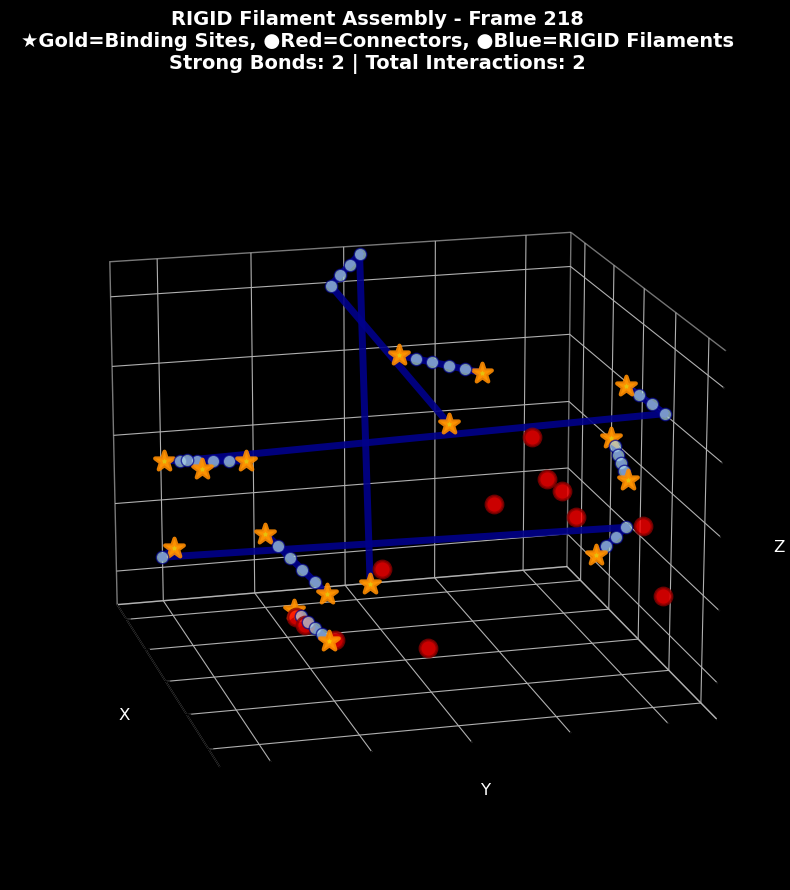 RIGID Filament Assembly - Frame 218
★Gold=Binding Sites, ●Red=Connectors, ●Blue=RIGID Filaments
Strong Bonds: 2 | Total Interactions: 2
Z
X
Y